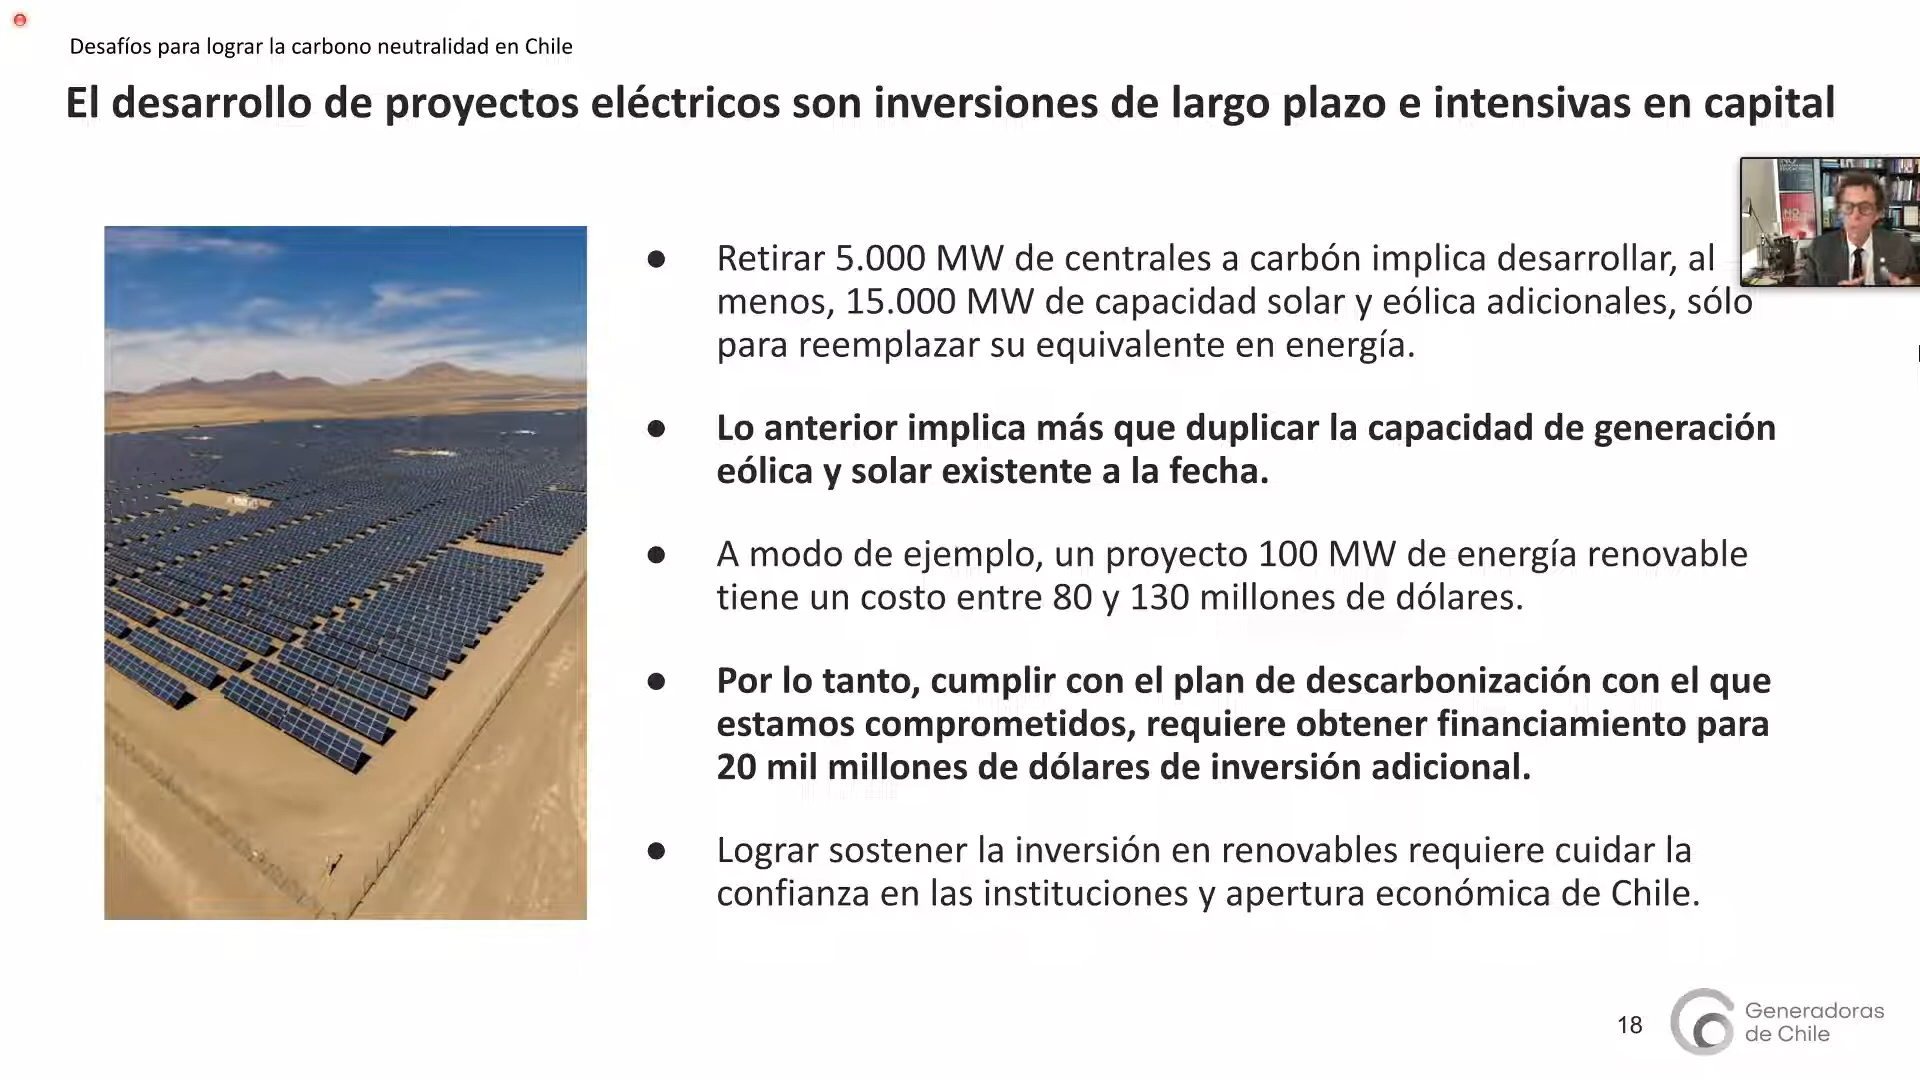 Desafíos para lograr la carbono neutralidad en Chile
El desarrollo de proyectos eléctricos son inversiones de largo plazo e intensivas en capital
● Retirar 5.000 MW de centrales a carbón implica desarrollar, al
menos, 15.000 MW de capacidad solar y eólica adicionales, sólo
para reemplazar su equivalente en energía.
● Lo anterior implica más que duplicar la capacidad de generación
eólica y solar existente a la fecha.
● A modo de ejemplo, un proyecto 100 MW de energía renovable
tiene un costo entre 80 y 130 millones de dólares.
● Por lo tanto, cumplir con el plan de descarbonización con el que
estamos comprometidos, requiere obtener financiamiento para
20 mil millones de dólares de inversión adicional.
● Lograr sostener la inversión en renovables requiere cuidar la
confianza en las instituciones y apertura económica de Chile.
18
Generadoras
de Chile